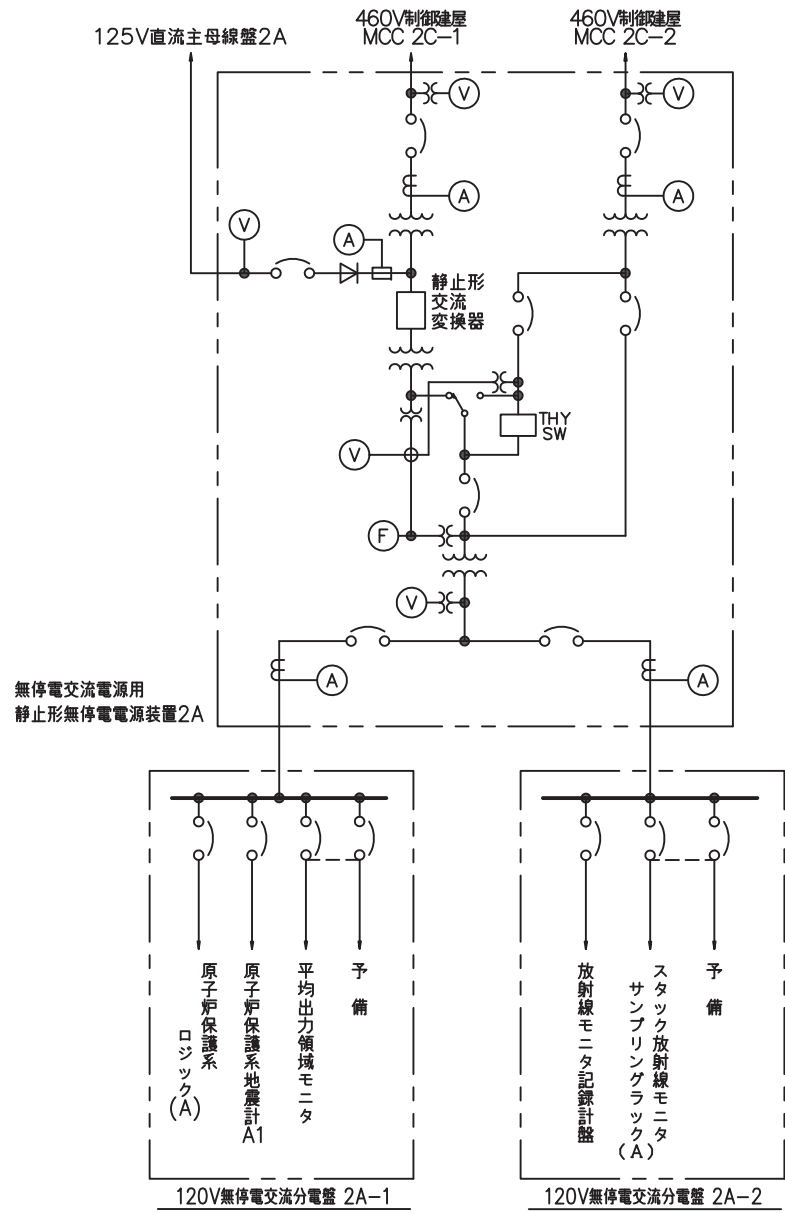 460V制御建屋
MCC 2C-1
460V制御建屋
MCC 2C-2
125V直流主母線盤2A
V
V
A
A
V
A
静止形
交流
変換器
THY
SW
V
F
V
A
A
無停電交流電源用
静止形無停電電源装置2A
原子炉保護系
ロジック(A)
原子炉保護系地震計A1
平均出力領域モニタ
予備
放射線モニタ記録計盤
スタック放射線モニタ
サンプリングラック(A)
予備
120V無停電交流分電盤 2A-1
120V無停電交流分電盤 2A-2